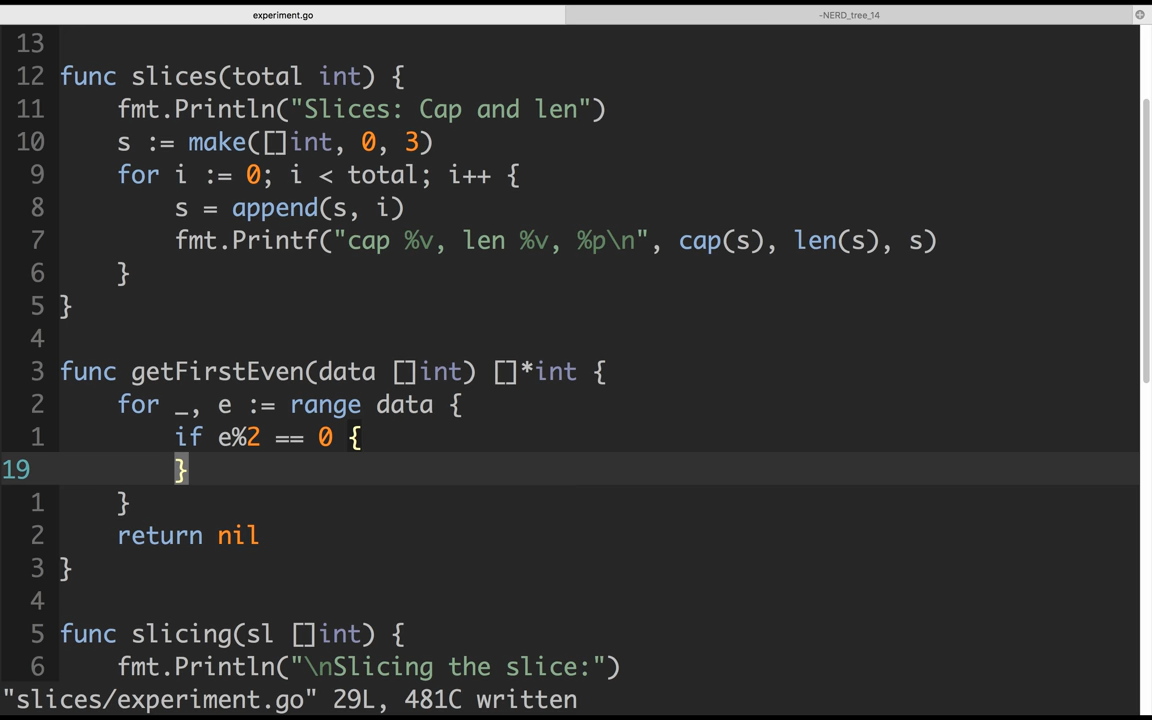 experiment.go -NERD_tree_14
13
12 func slices(total int) {
11 fmt.Println("Slices: Cap and len")
10 s := make([]int, 0, 3)
9 for i := 0; i < total; i++ {
8 s = append(s, i)
7 fmt.Printf("cap %v, len %v, %p\n", cap(s), len(s), s)
6 }
5 }
4
3 func getFirstEven(data []int) []*int {
2 for _, e := range data {
1 if e%2 == 0 {
19 }
1 }
2 return nil
3 }
4
5 func slicing(sl []int) {
6 fmt.Println("\nSlicing the slice:")
"slices/experiment.go" 29L, 481C written